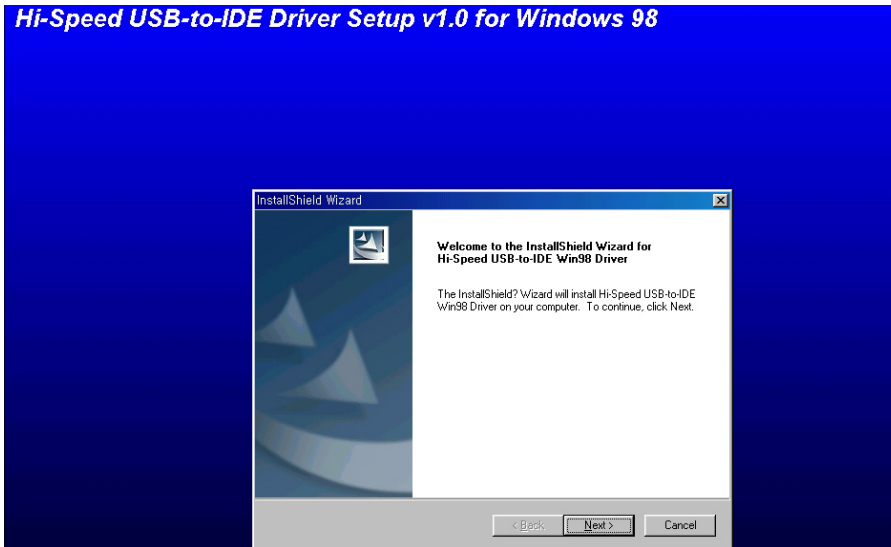 Hi-Speed USB-to-IDE Driver Setup v1.0 for Windows 98
InstallShield Wizard
Welcome to the InstallShield Wizard for
Hi-Speed USB-to-IDE Win98 Driver
The InstallShield? Wizard will install Hi-Speed USB-to-IDE
Win98 Driver on your computer. To continue, click Next.
< Back Next > Cancel